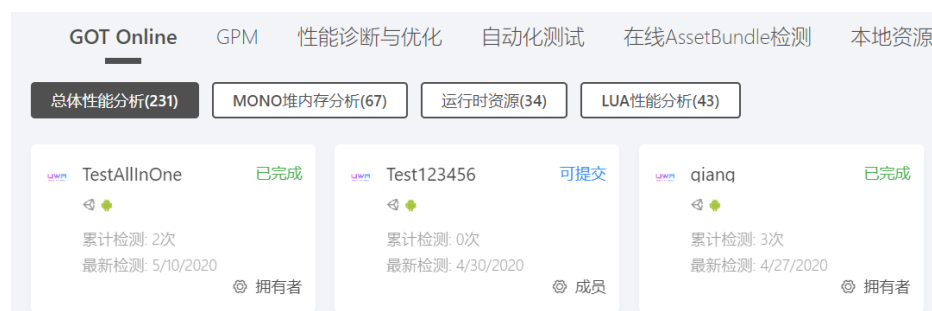 GOT Online GPM 性能诊断与优化 自动化测试 在线AssetBundle检测 本地资源
总体性能分析(231) MONO堆内存分析(67) 运行时资源(34) LUA性能分析(43)
UWA TestAllInOne 已完成 UWA Test123456 可提交 UWA qiang 已完成
累计检测: 2次 累计检测: 0次 累计检测: 3次
最新检测: 5/10/2020 最新检测: 4/30/2020 最新检测: 4/27/2020
拥有者 成员 拥有者